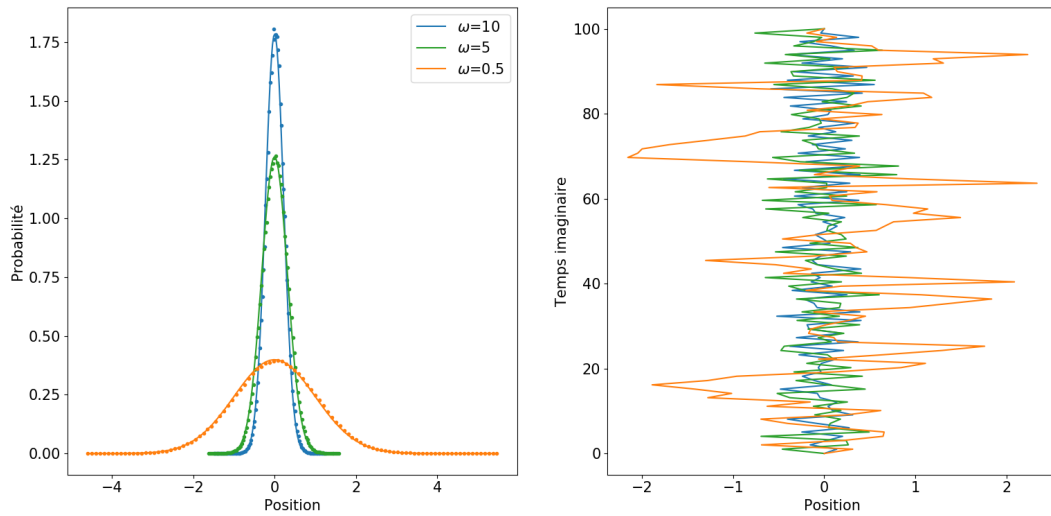 ω=10
ω=5
ω=0.5
Probabilité
1.75
1.50
1.25
1.00
0.75
0.50
0.25
0.00
−4 −2 0 2 4
Position
Temps imaginaire
100
80
60
40
20
0
−2 −1 0 1 2
Position